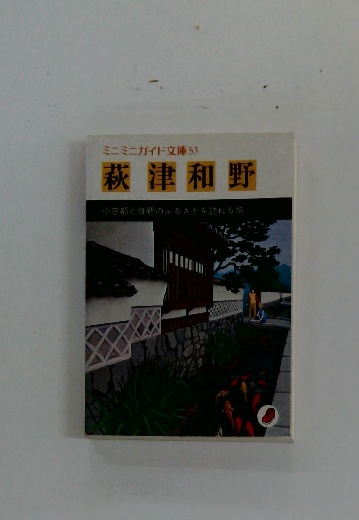 ミニミニガイド文庫53
萩津和野
小京都と維新のふるさとを訪ねる旅